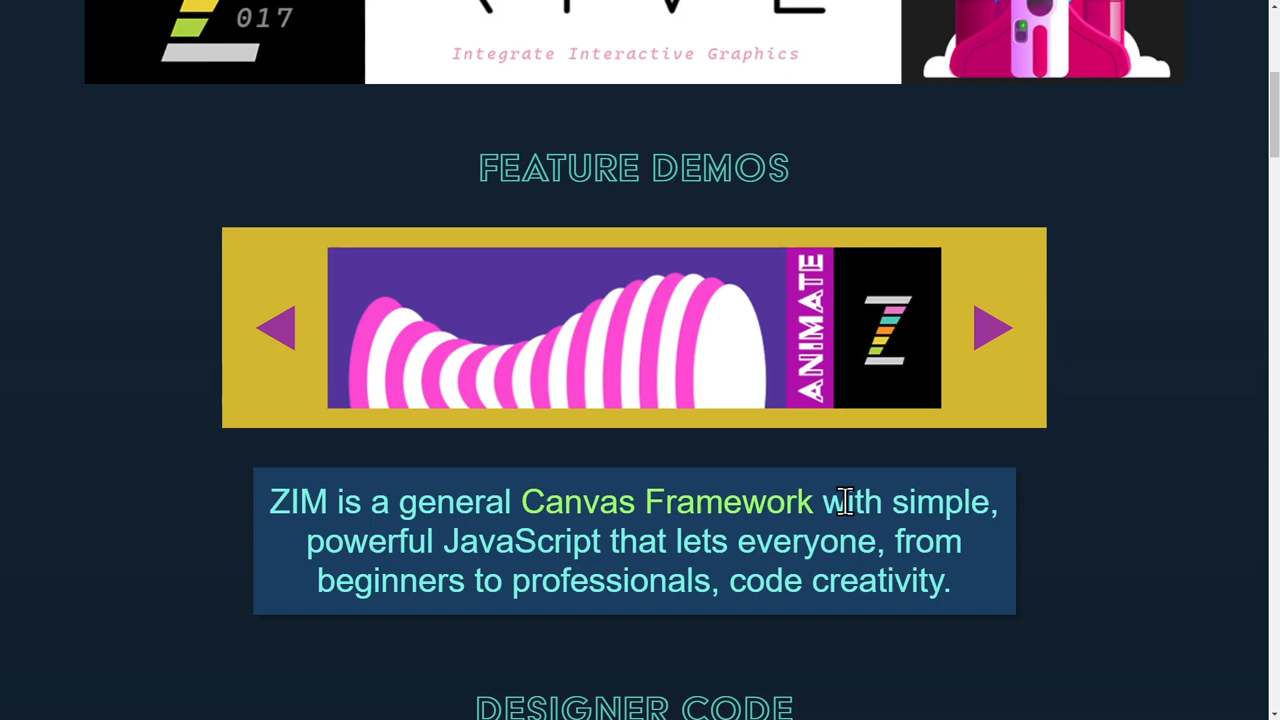 017
Integrate Interactive Graphics
FEATURE DEMOS
ANIMATE
Z
ZIM is a general Canvas Framework with simple,
powerful JavaScript that lets everyone, from
beginners to professionals, code creativity.
DESIGNER CODE